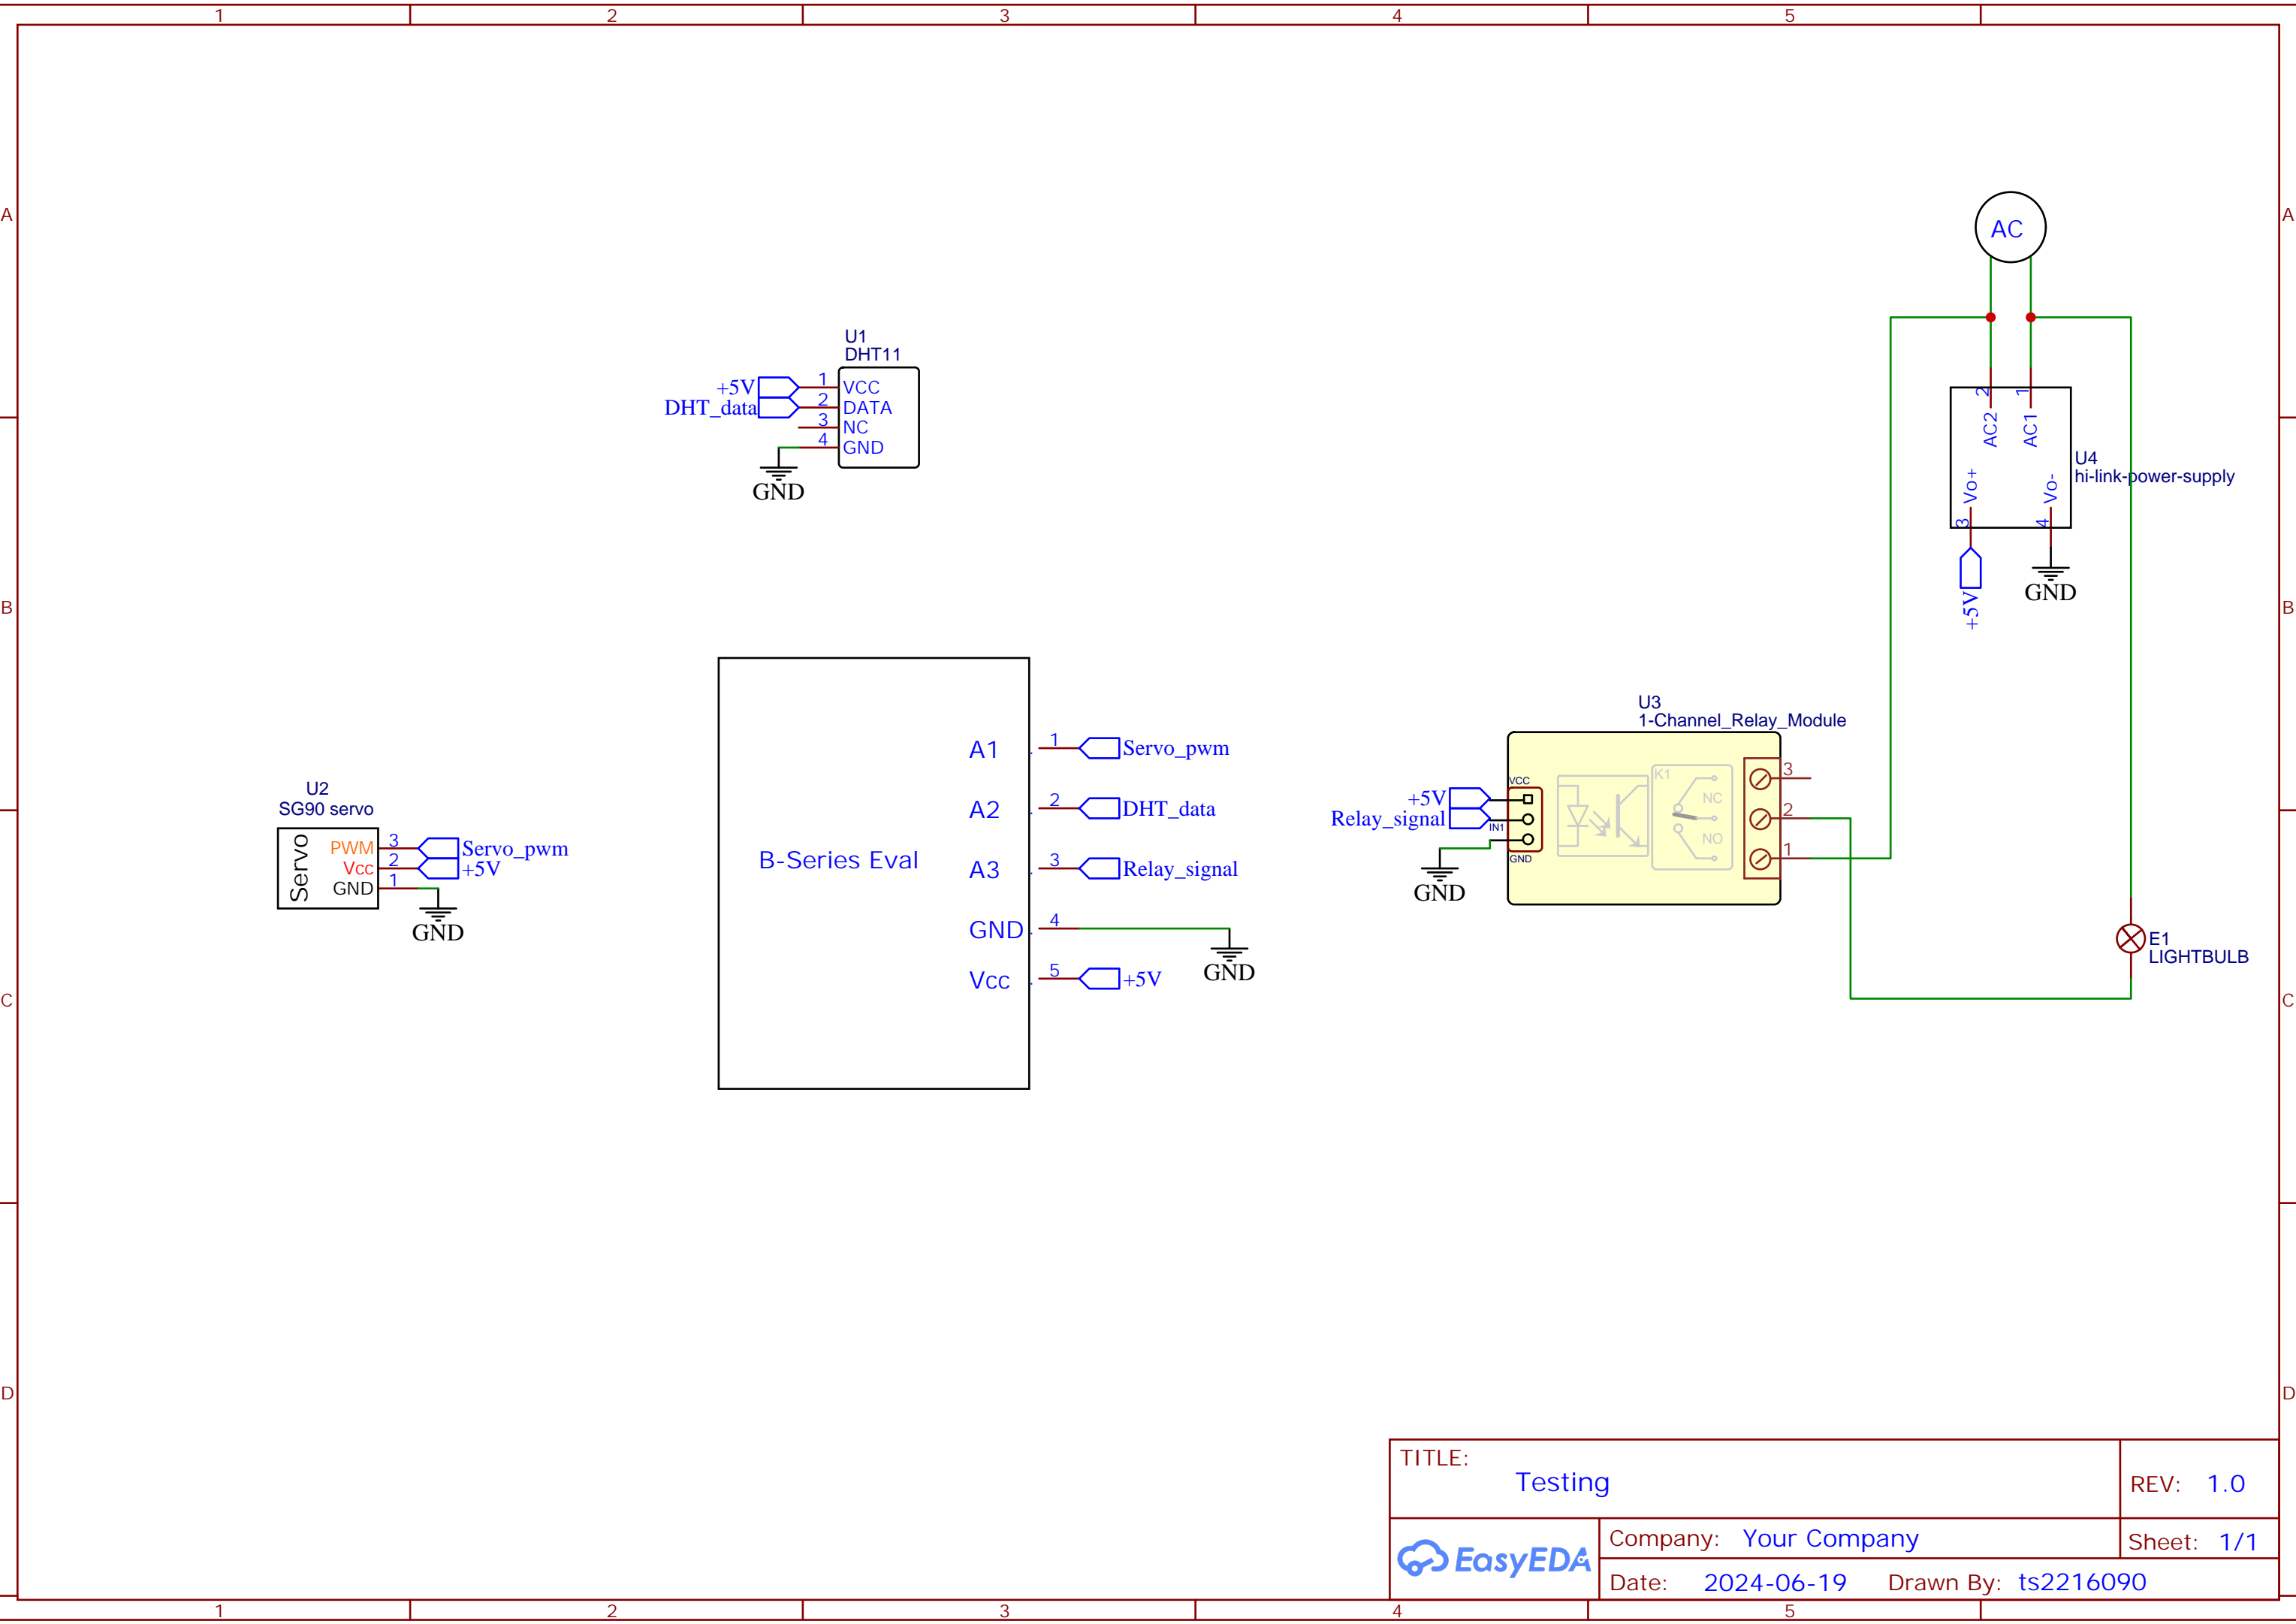 1 2 3 4 5
A A
AC
U1
DHT11
+5V 1 VCC
DHT_data 2 DATA
3 NC
4 GND
GND
2 1
AC2 AC1
U4
hi-link-power-supply
Vo+ Vo-
3 4
+5V
GND
B B
U3
1-Channel_Relay_Module
VCC
K1
3
+5V
NC
2
Relay_signal
IN1
NO
1
GND
GND
A1 1 Servo_pwm
A2 2 DHT_data
B-Series Eval
A3 3 Relay_signal
GND 4
GND
Vcc 5 +5V
U2
SG90 servo
Servo
PWM 3 Servo_pwm
Vcc 2 +5V
GND 1
GND
E1
LIGHTBULB
C C
D D
TITLE:
Testing
REV: 1.0
EasyEDA
Company: Your Company
Sheet: 1/1
Date: 2024-06-19 Drawn By: ts2216090
1 2 3 4 5